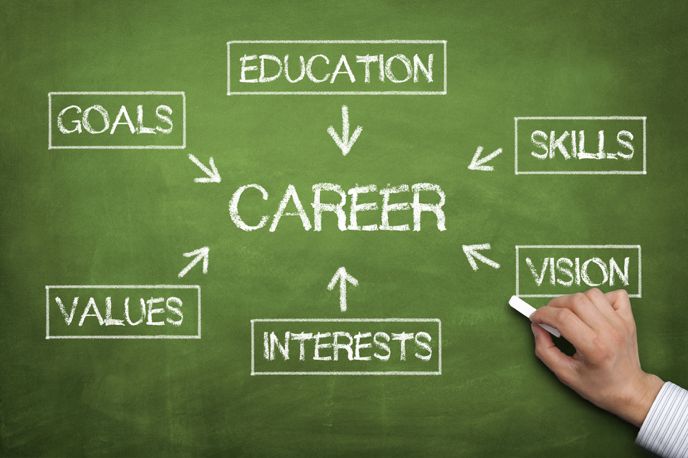 EDUCATION
GOALS
SKILLS
CAREER
VALUES
VISION
INTERESTS